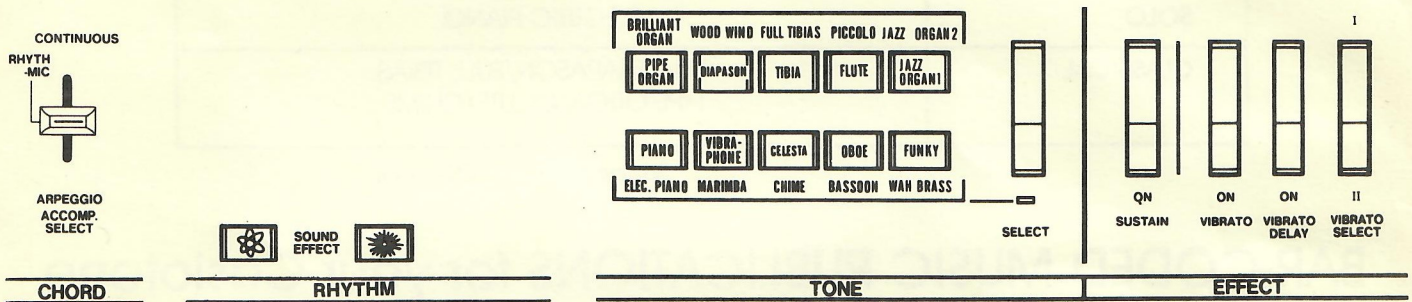 CONTINUOUS
RHYTH
-MIC
ARPEGGIO
ACCOMP.
SELECT
CHORD
SOUND
EFFECT
RHYTHM
BRILLIANT
ORGAN
WOOD WIND
FULL TIBIAS
PICCOLO
JAZZ ORGAN 2
PIPE
ORGAN
DIAPASON
TIBIA
FLUTE
JAZZ
ORGAN1
PIANO
VIBRA-
PHONE
CELESTA
OBOE
FUNKY
ELEC. PIANO
MARIMBA
CHIME
BASSOON
WAH BRASS
SELECT
TONE
ON
SUSTAIN
ON
VIBRATO
ON
VIBRATO
DELAY
I
II
VIBRATO
SELECT
EFFECT